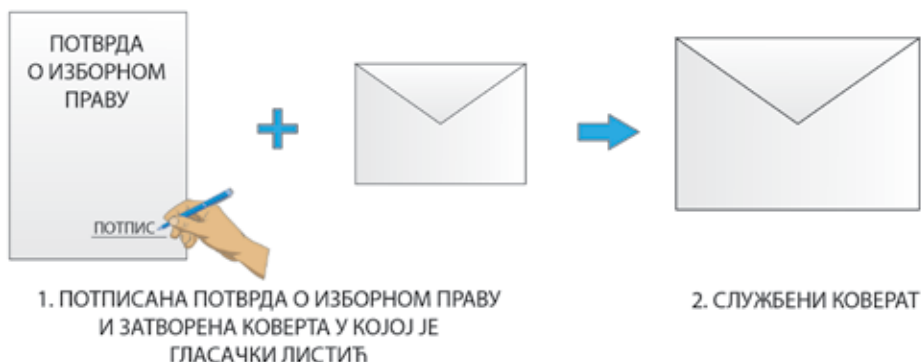 ПОТВРДА
О ИЗБОРНОМ
ПРАВУ
ПОТПИС
1. ПОТПИСАНА ПОТВРДА О ИЗБОРНОМ ПРАВУ
И ЗАТВОРЕНА КОВЕРТА У КОЈОЈ ЈЕ
ГЛАСАЧКИ ЛИСТИЋ
2. СЛУЖБЕНИ КОВЕРАТ